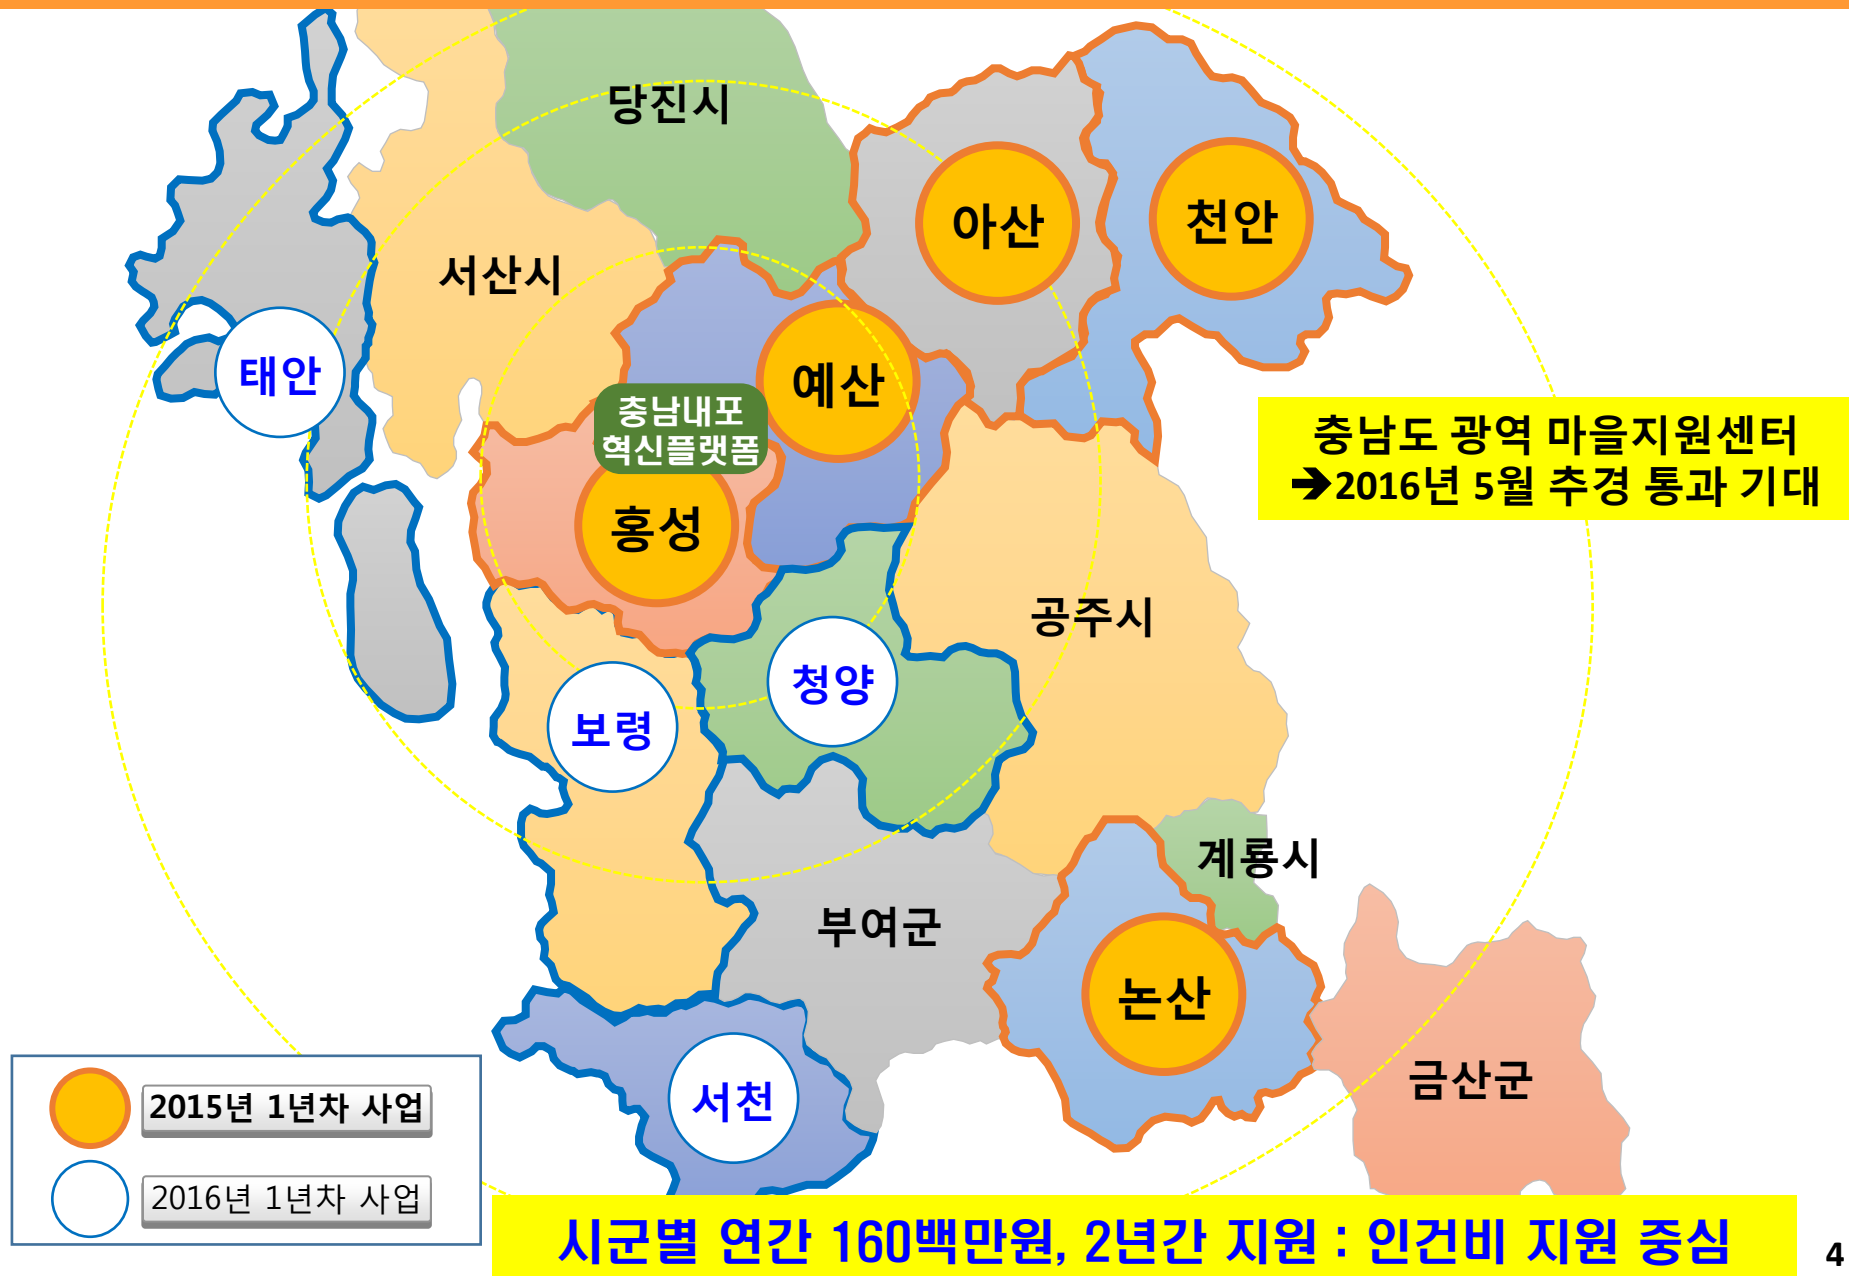 당진시
아산
천안
서산시
태안
예산
충남내포
혁신플랫폼
홍성
충남도 광역 마을지원센터
➔2016년 5월 추경 통과 기대
공주시
청양
보령
계룡시
부여군
논산
금산군
서천
2015년 1년차 사업
2016년 1년차 사업
시군별 연간 160백만원, 2년간 지원 : 인건비 지원 중심
4